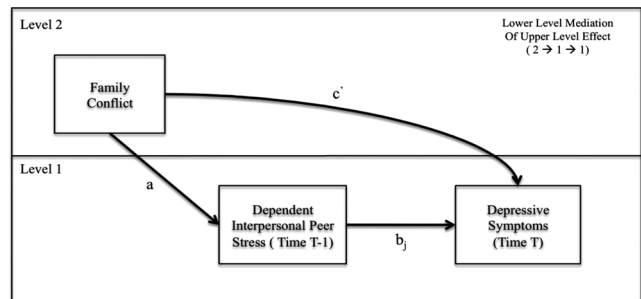 Level 2
Lower Level Mediation
Of Upper Level Effect
( 2 → 1 → 1)
Family
Conflict
c'
Level 1
a
Dependent
Interpersonal Peer
Stress ( Time T-1)
b_j
Depressive
Symptoms
(Time T)